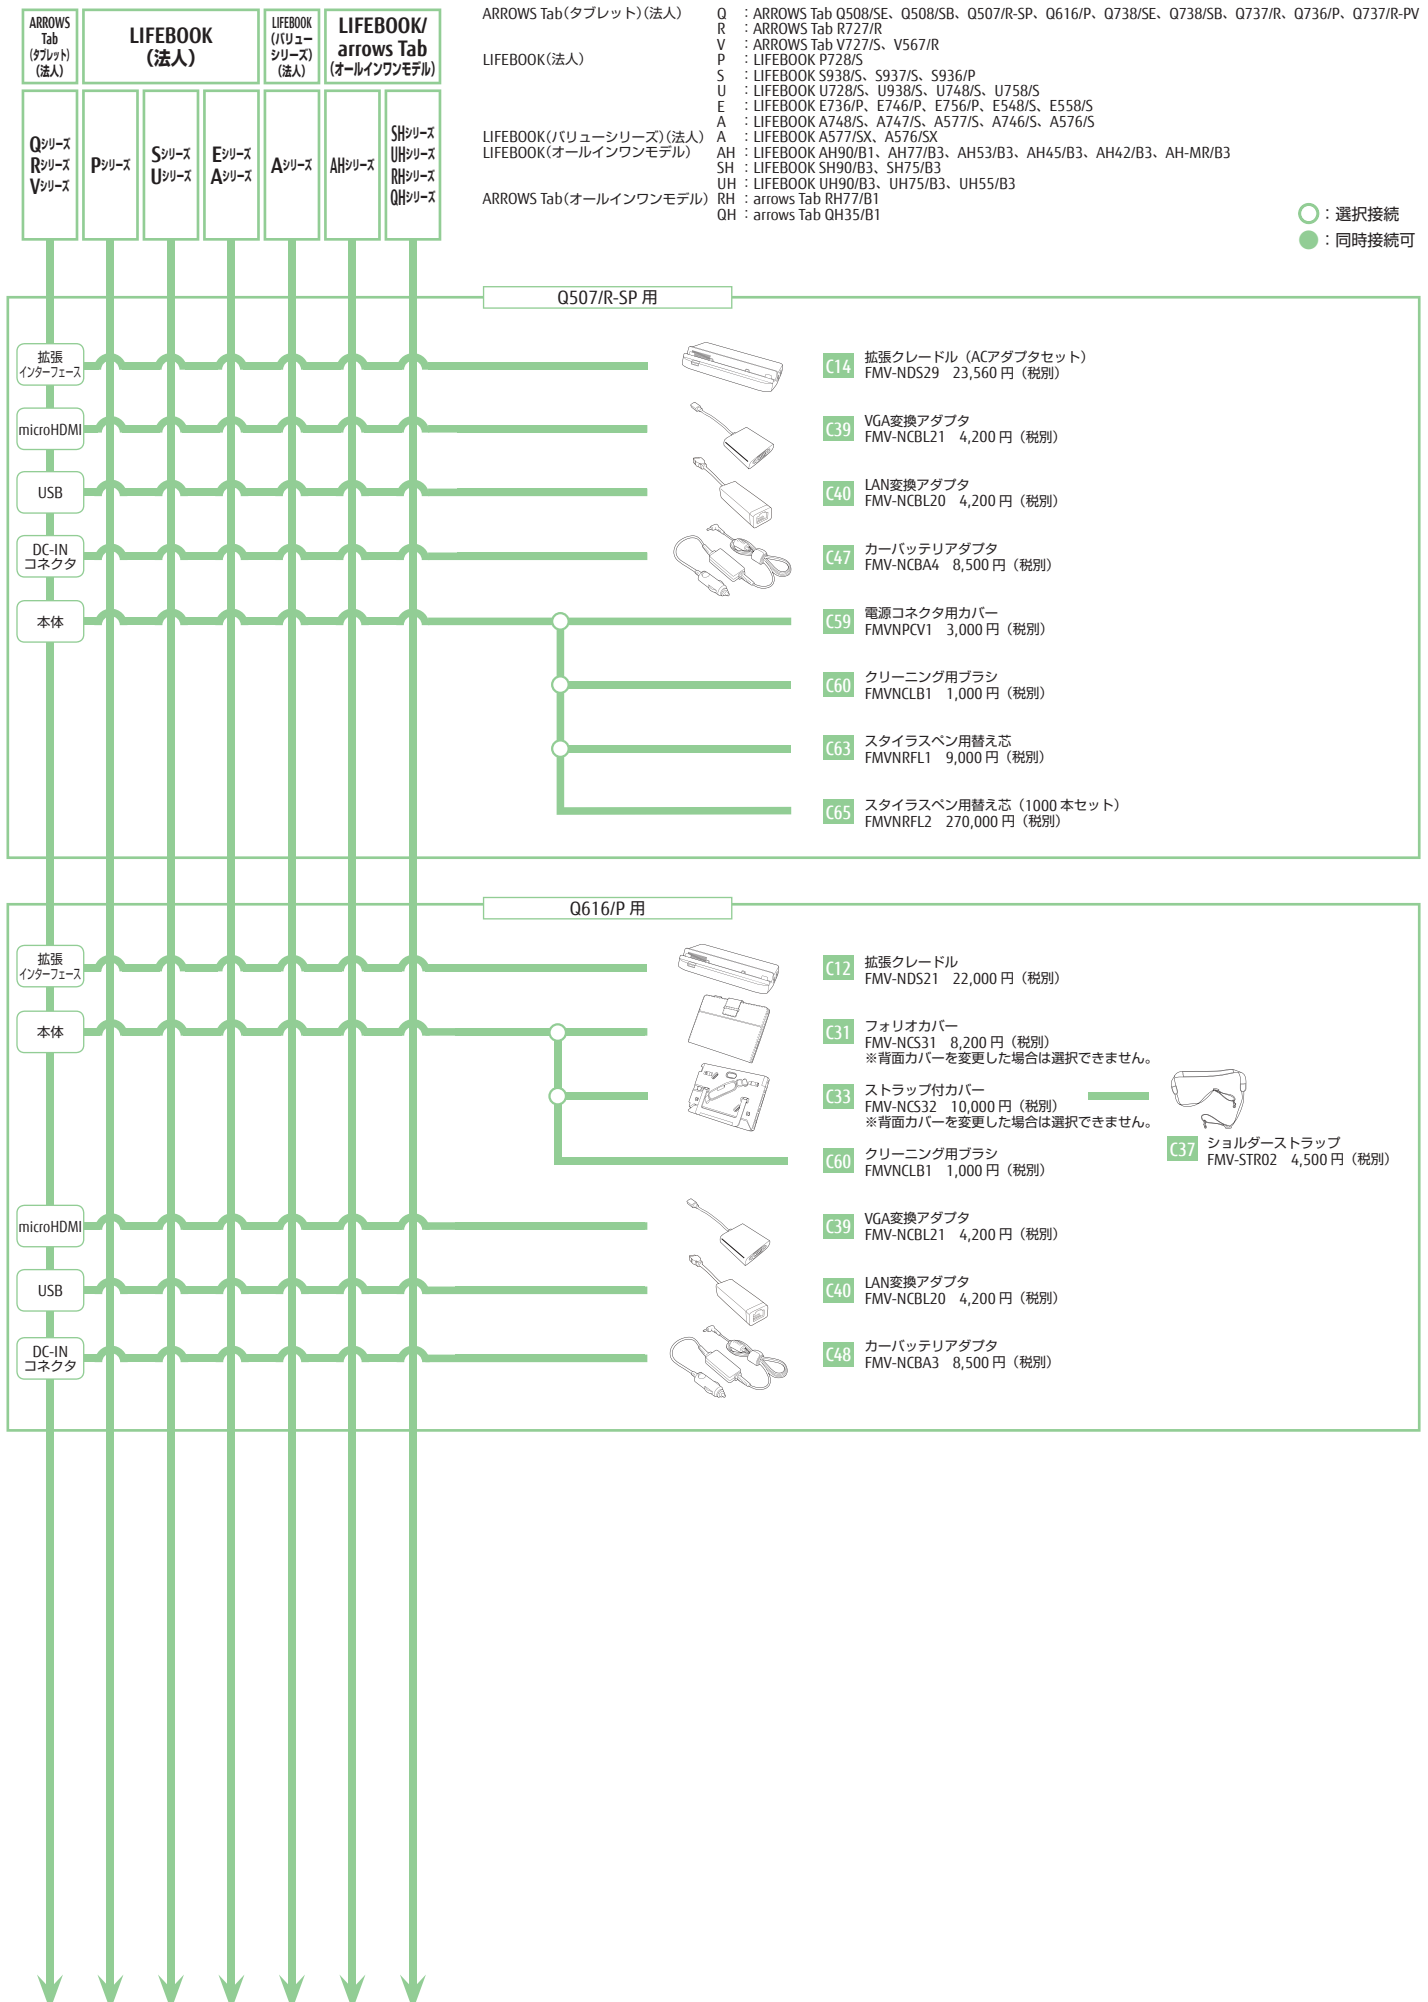 ARROWS
Tab
(タブレット)
(法人)
LIFEBOOK
(法人)
LIFEBOOK
(バリュー
シリーズ)
(法人)
LIFEBOOK/
arrows Tab
(オールインワンモデル)
Qシリーズ
Rシリーズ
Vシリーズ
Pシリーズ
Sシリーズ
Uシリーズ
Eシリーズ
Aシリーズ
Aシリーズ
AHシリーズ
SHシリーズ
UHシリーズ
RHシリーズ
QHシリーズ
ARROWS Tab(タブレット)(法人) Q : ARROWS Tab Q508/SE、Q508/SB、Q507/R-SP、Q616/P、Q738/SE、Q738/SB、Q737/R、Q736/P、Q737/R-PV
R : ARROWS Tab R727/R
V : ARROWS Tab V727/S、V567/R
LIFEBOOK(法人) P : LIFEBOOK P728/S
S : LIFEBOOK S938/S、S937/S、S936/P
U : LIFEBOOK U728/S、U938/S、U748/S、U758/S
E : LIFEBOOK E736/P、E746/P、E756/P、E548/S、E558/S
A : LIFEBOOK A748/S、A747/S、A577/S、A746/S、A576/S
LIFEBOOK(バリューシリーズ)(法人) A : LIFEBOOK A577/SX、A576/SX
LIFEBOOK(オールインワンモデル) AH : LIFEBOOK AH90/B1、AH77/B3、AH53/B3、AH45/B3、AH42/B3、AH-MR/B3
SH : LIFEBOOK SH90/B3、SH75/B3
UH : LIFEBOOK UH90/B3、UH75/B3、UH55/B3
ARROWS Tab(オールインワンモデル) RH : arrows Tab RH77/B1
QH : arrows Tab QH35/B1
：選択接続
：同時接続可
Q507/R-SP 用
拡張
インターフェース
C14 拡張クレードル（ACアダプタセット）
FMV-NDS29 23,560 円（税別）
microHDMI
C39 VGA変換アダプタ
FMV-NCBL21 4,200 円（税別）
USB
C40 LAN変換アダプタ
FMV-NCBL20 4,200 円（税別）
DC-IN
コネクタ
C47 カーバッテリアダプタ
FMV-NCBA4 8,500 円（税別）
本体
C59 電源コネクタ用カバー
FMVNPCV1 3,000 円（税別）
C60 クリーニング用ブラシ
FMVNCLB1 1,000 円（税別）
C63 スタイラスペン用替え芯
FMVNRFL1 9,000 円（税別）
C65 スタイラスペン用替え芯（1000 本セット）
FMVNRFL2 270,000 円（税別）
Q616/P 用
拡張
インターフェース
C12 拡張クレードル
FMV-NDS21 22,000 円（税別）
本体
C31 フォリオカバー
FMV-NCS31 8,200 円（税別）
※背面カバーを変更した場合は選択できません。
C33 ストラップ付カバー
FMV-NCS32 10,000 円（税別）
※背面カバーを変更した場合は選択できません。
C37 ショルダーストラップ
FMV-STR02 4,500 円（税別）
C60 クリーニング用ブラシ
FMVNCLB1 1,000 円（税別）
microHDMI
C39 VGA変換アダプタ
FMV-NCBL21 4,200 円（税別）
USB
C40 LAN変換アダプタ
FMV-NCBL20 4,200 円（税別）
DC-IN
コネクタ
C48 カーバッテリアダプタ
FMV-NCBA3 8,500 円（税別）